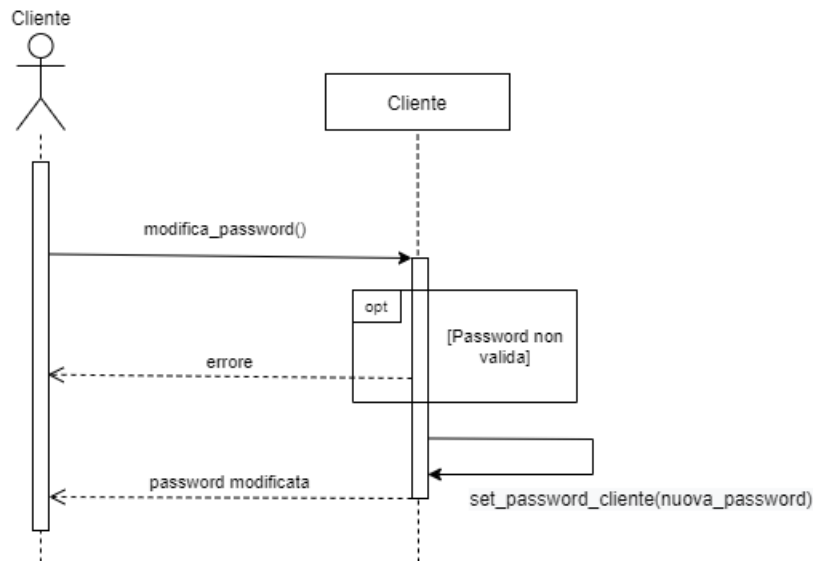 Cliente
Cliente
modifica_password()
opt
[Password non
valida]
errore
password modificata
set_password_cliente(nuova_password)